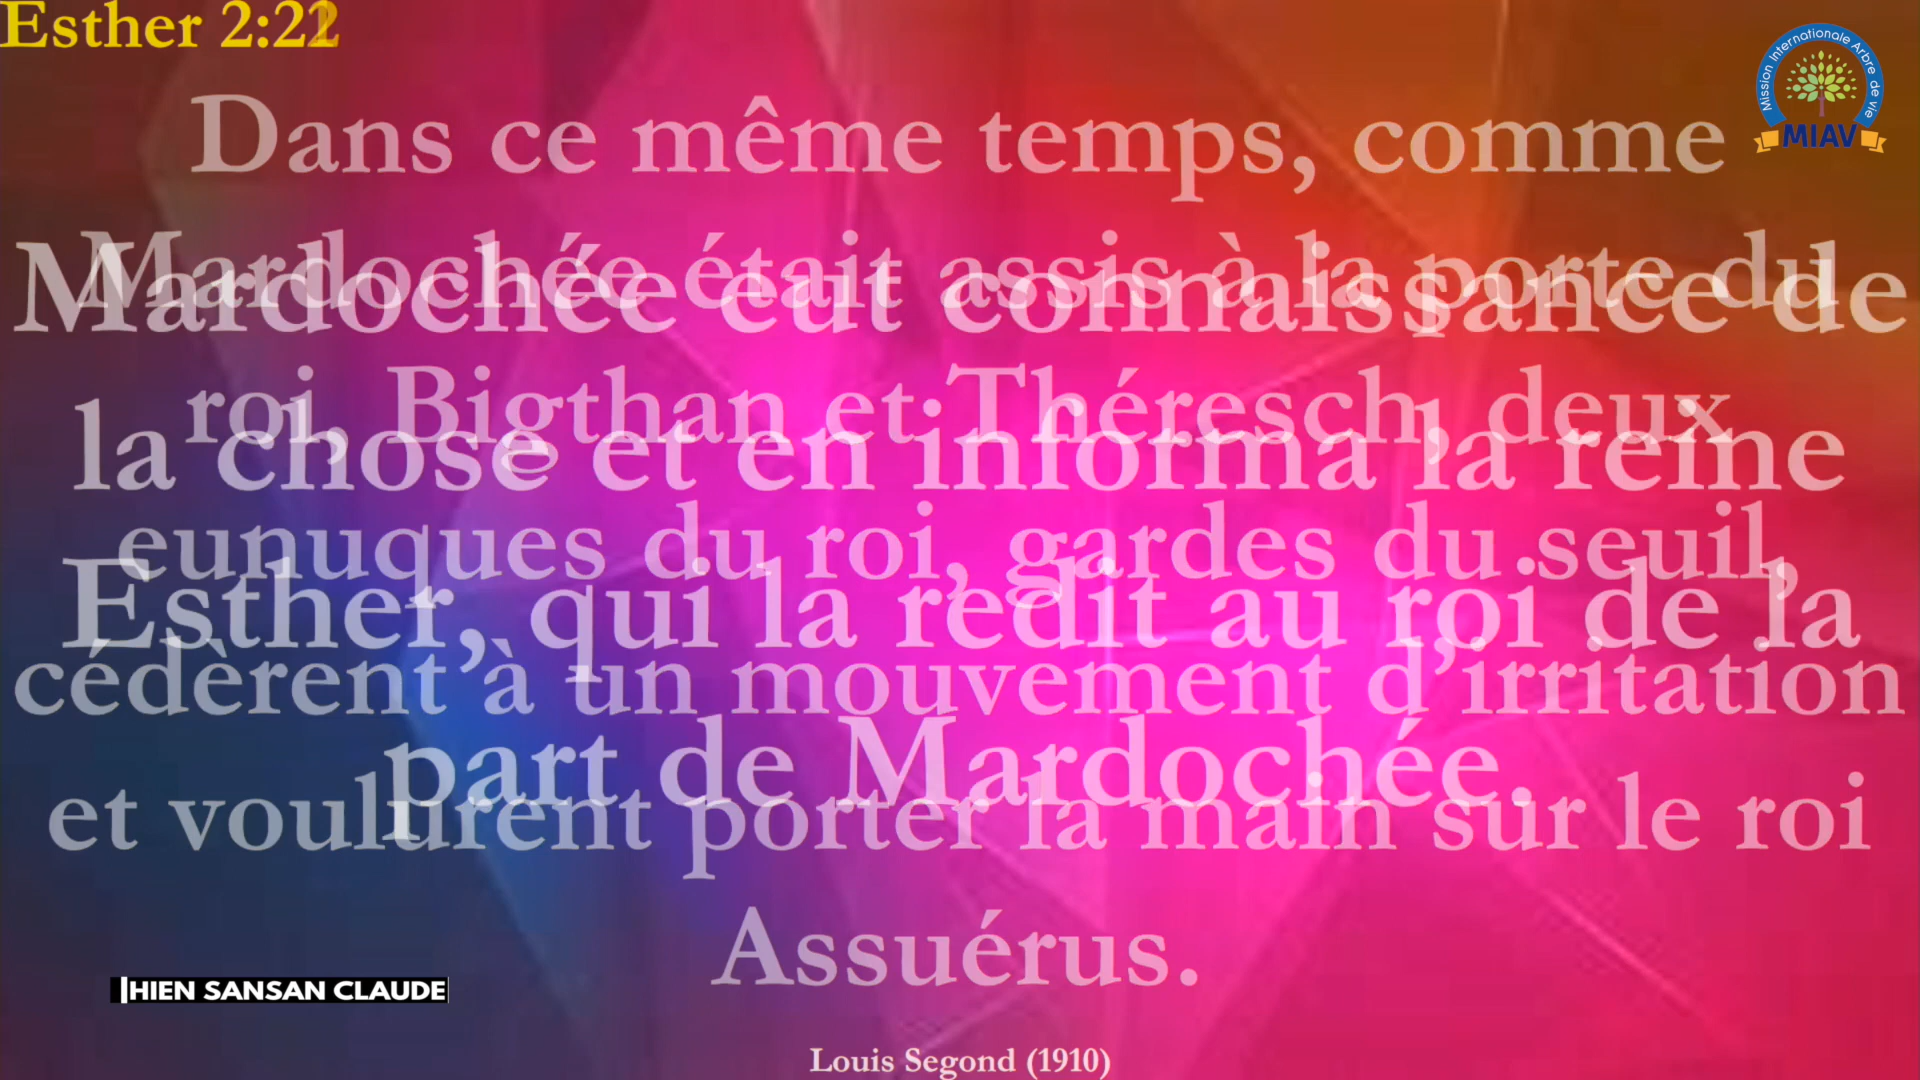 Esther 2:22
Mission Internationale Arbre de vie
MIAV
Dans ce même temps, comme
Mardochée était assis à la porte du
roi, Bigthan et Théresch, deux
eunuques du roi, gardes du seuil,
cédèrent à un mouvement d'irritation
et voulurent porter la main sur le roi
Assuérus.
Mardochée eut connaissance de
la chose et en informa la reine
Esther, qui la redit au roi de la
part de Mardochée.
HIEN SANSAN CLAUDE
Louis Segond (1910)